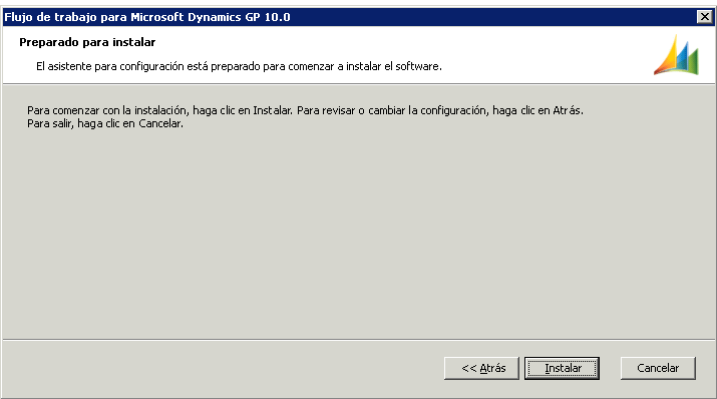 Flujo de trabajo para Microsoft Dynamics GP 10.0
Preparado para instalar
El asistente para configuración está preparado para comenzar a instalar el software.
Para comenzar con la instalación, haga clic en Instalar. Para revisar o cambiar la configuración, haga clic en Atrás.
Para salir, haga clic en Cancelar.
<< Atrás Instalar Cancelar